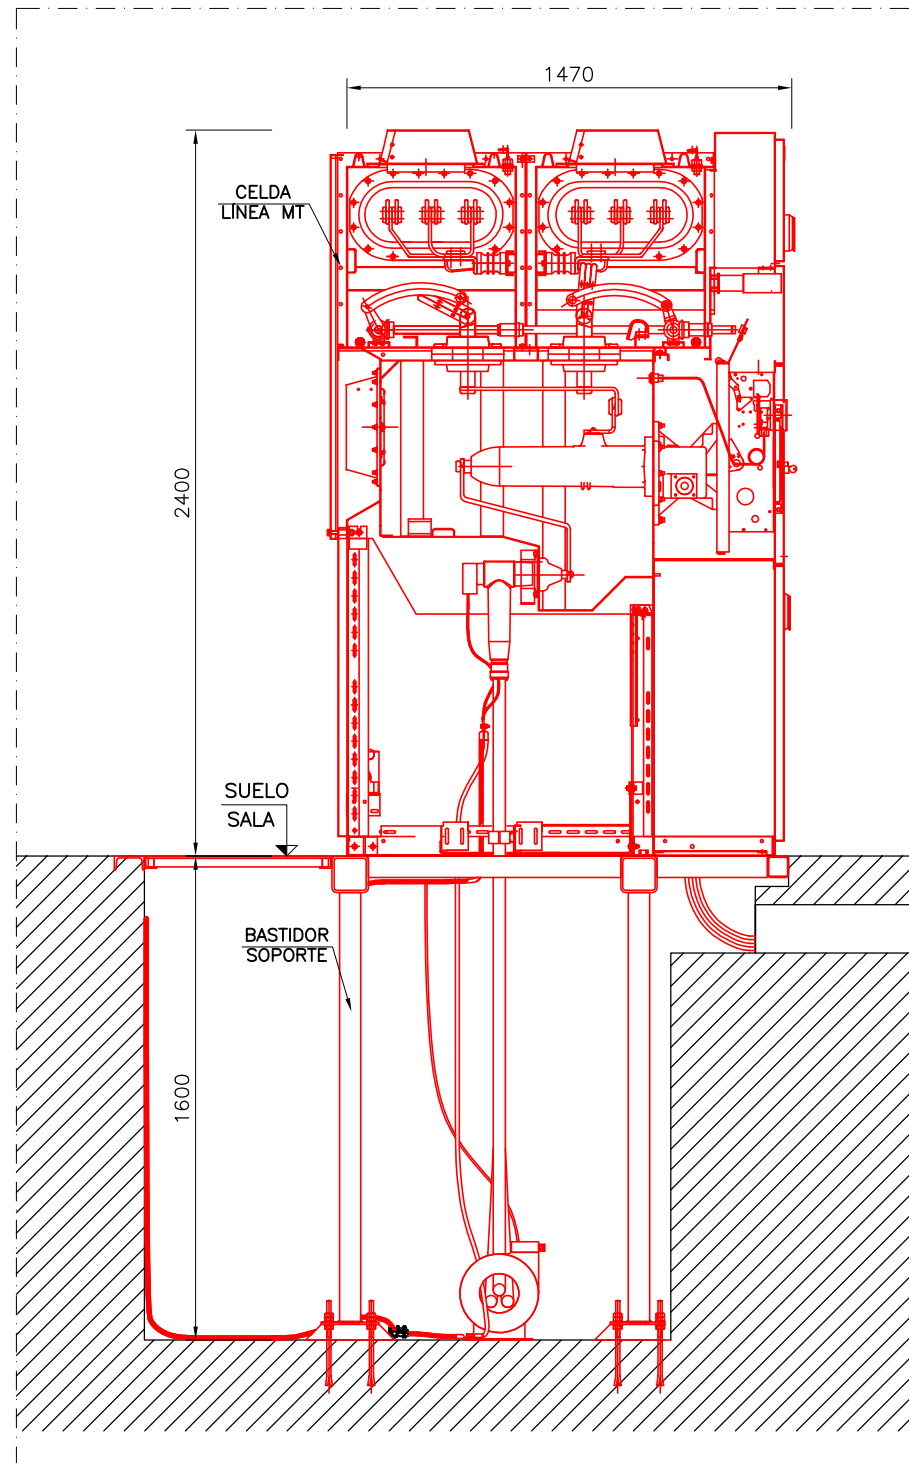 1470
CELDA
LINEA MT
2400
SUELO
SALA
BASTIDOR
SOPORTE
1600